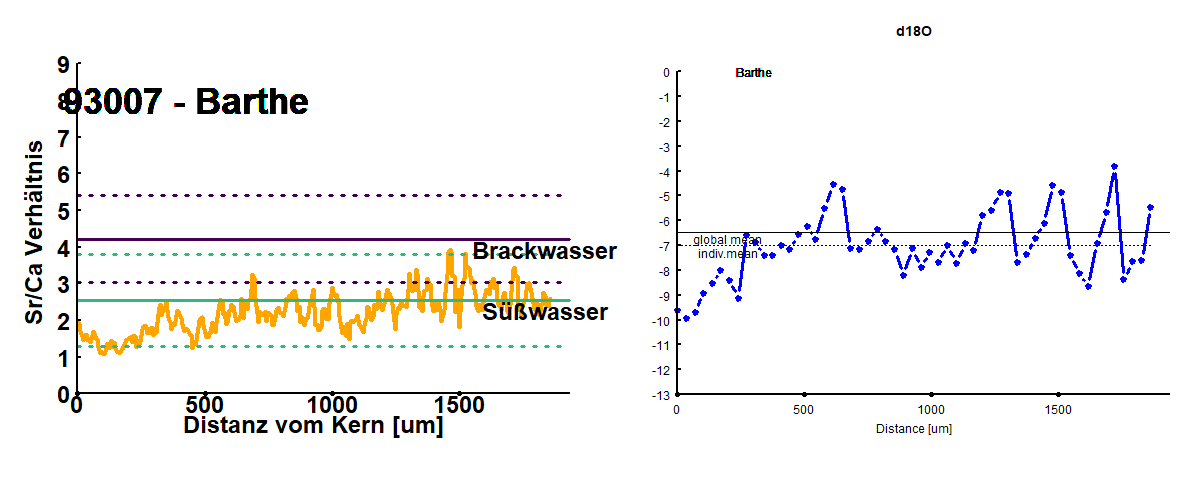 9
8
7
6
5
4
3
2
1
0
93007 - Barthe
Sr/Ca Verhältnis
Brackwasser
Süßwasser
0 500 1000 1500
Distanz vom Kern [um]
d18O
Barthe
0
-1
-2
-3
-4
-5
-6
-7
-8
-9
-10
-11
-12
-13
global mean
indiv.mean
0 500 1000 1500
Distance [um]